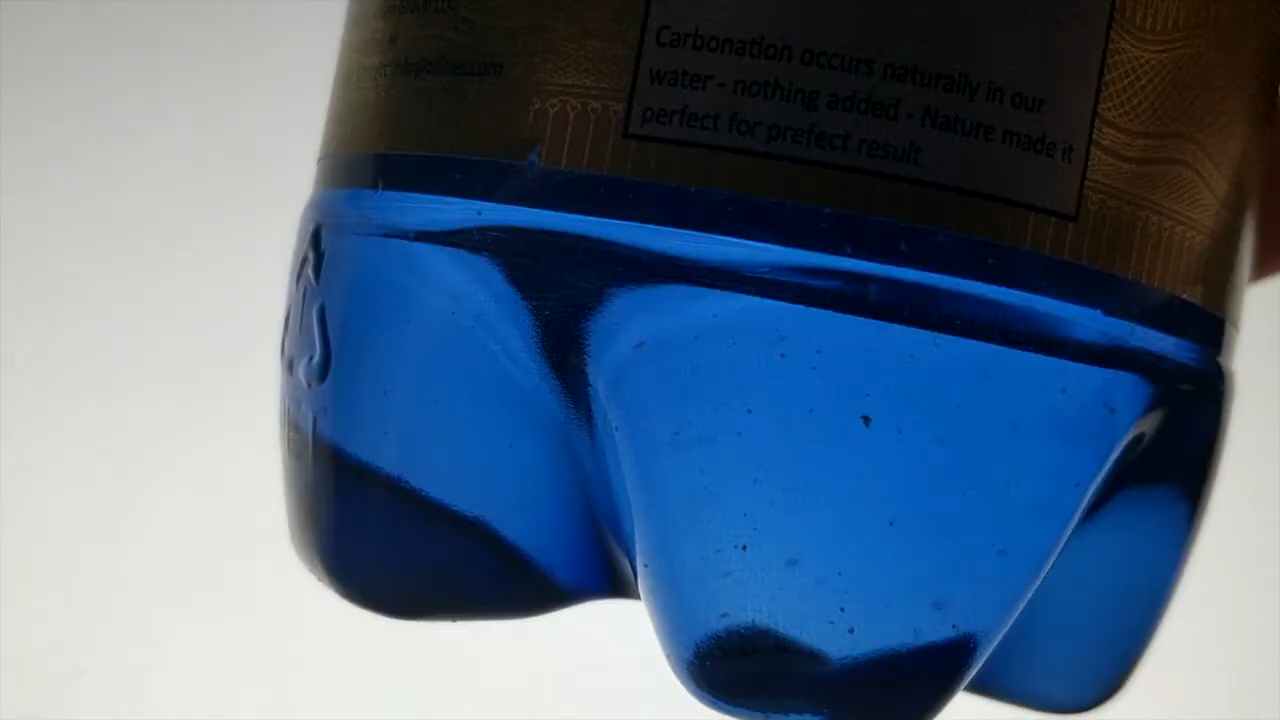 Carbonation occurs naturally in our
water - nothing added - Nature made it
perfect for prefect result